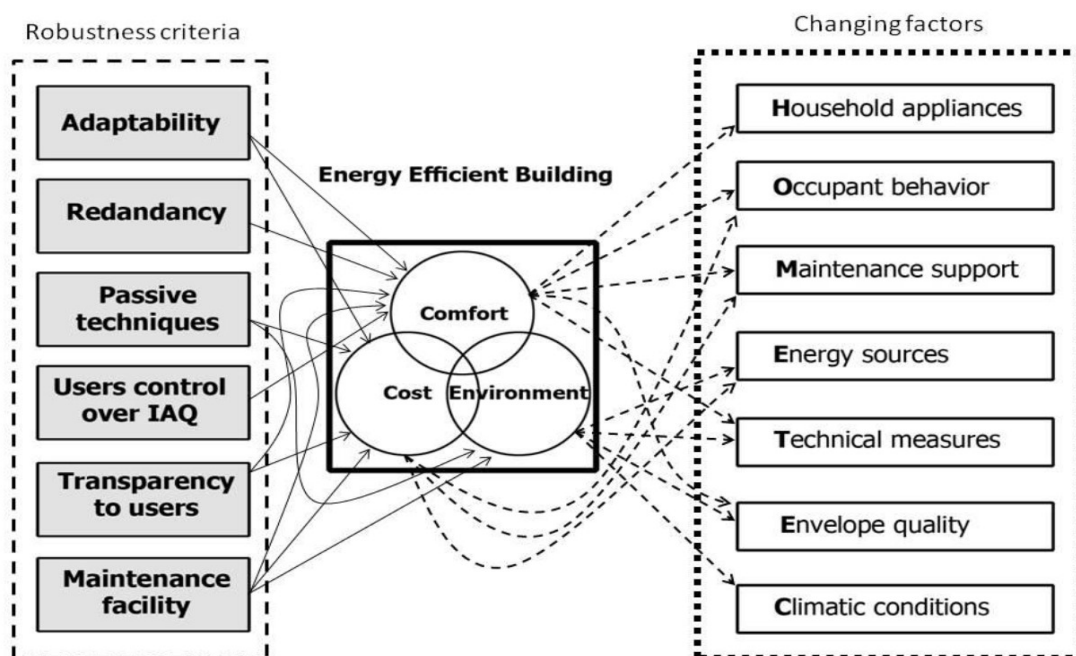 Robustness criteria
Changing factors
Adaptability
Redandancy
Passive
techniques
Users control
over IAQ
Transparency
to users
Maintenance
facility
Energy Efficient Building
Comfort
Cost
Environment
Household appliances
Occupant behavior
Maintenance support
Energy sources
Technical measures
Envelope quality
Climatic conditions